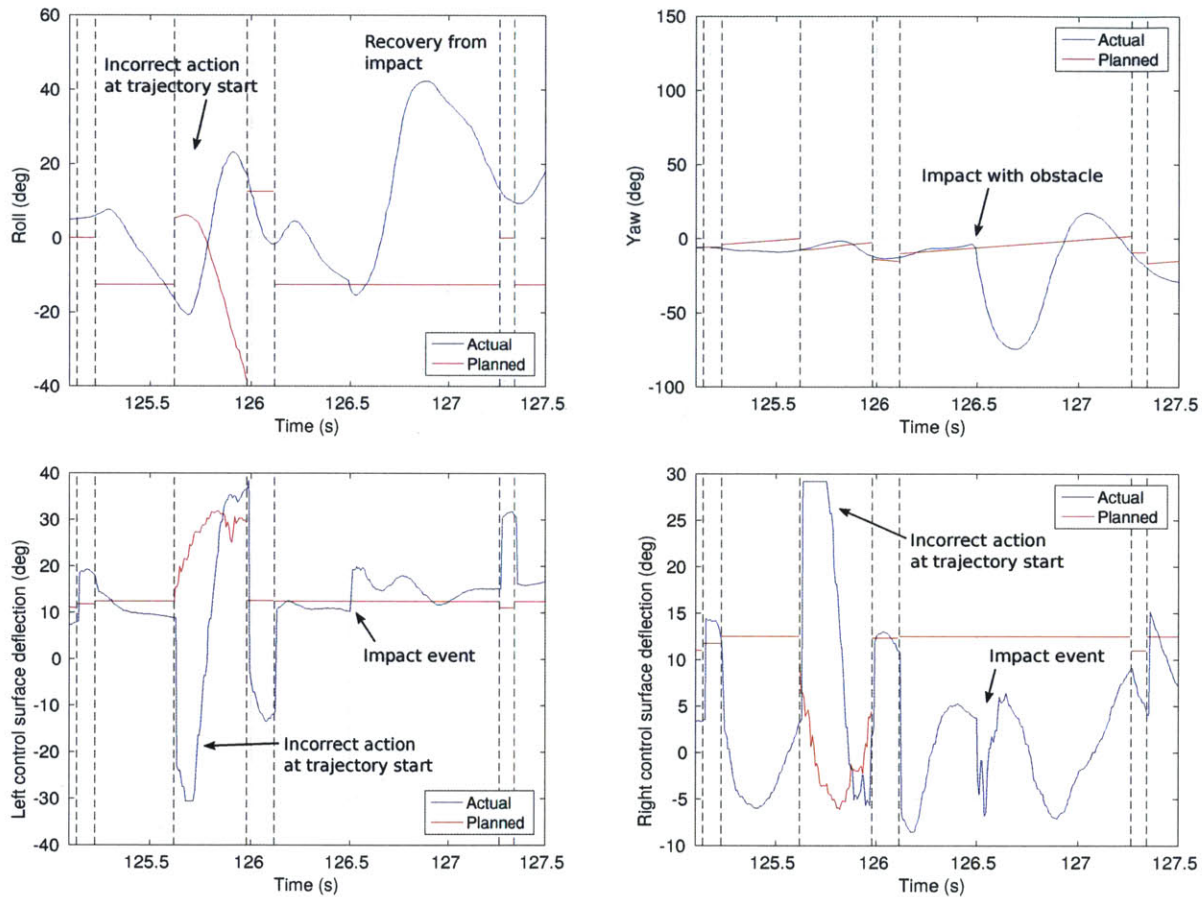 60
40
20
0
-20
-40
Roll (deg)
Incorrect action
at trajectory start
Recovery from
impact
Actual
Planned
125.5
126
126.5
127
127.5
Time (s)
150
100
50
0
-50
-100
Yaw (deg)
Actual
Planned
Impact with obstacle
125.5
126
126.5
127
127.5
Time (s)
40
30
20
10
0
-10
-20
-30
-40
Left control surface deflection (deg)
Impact event
Incorrect action
at trajectory start
Actual
Planned
125.5
126
126.5
127
127.5
Time (s)
30
25
20
15
10
5
0
-5
-10
Right control surface deflection (deg)
Actual
Planned
Incorrect action
at trajectory start
Impact event
125.5
126
126.5
127
127.5
Time (s)